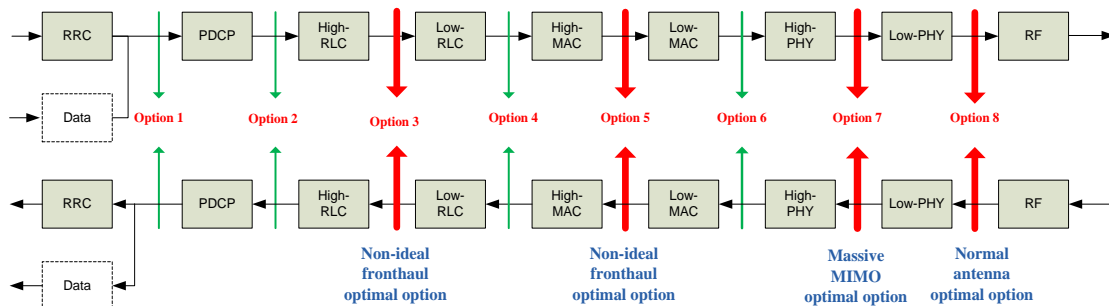 RRC
PDCP
High-
RLC
Low-
RLC
High-
MAC
Low-
MAC
High-
PHY
Low-PHY
RF
Data
Option 1
Option 2
Option 3
Option 4
Option 5
Option 6
Option 7
Option 8
RRC
PDCP
High-
RLC
Low-
RLC
High-
MAC
Low-
MAC
High-
PHY
Low-PHY
RF
Data
Non-ideal
fronthaul
optimal option
Non-ideal
fronthaul
optimal option
Massive
MIMO
optimal option
Normal
antenna
optimal option